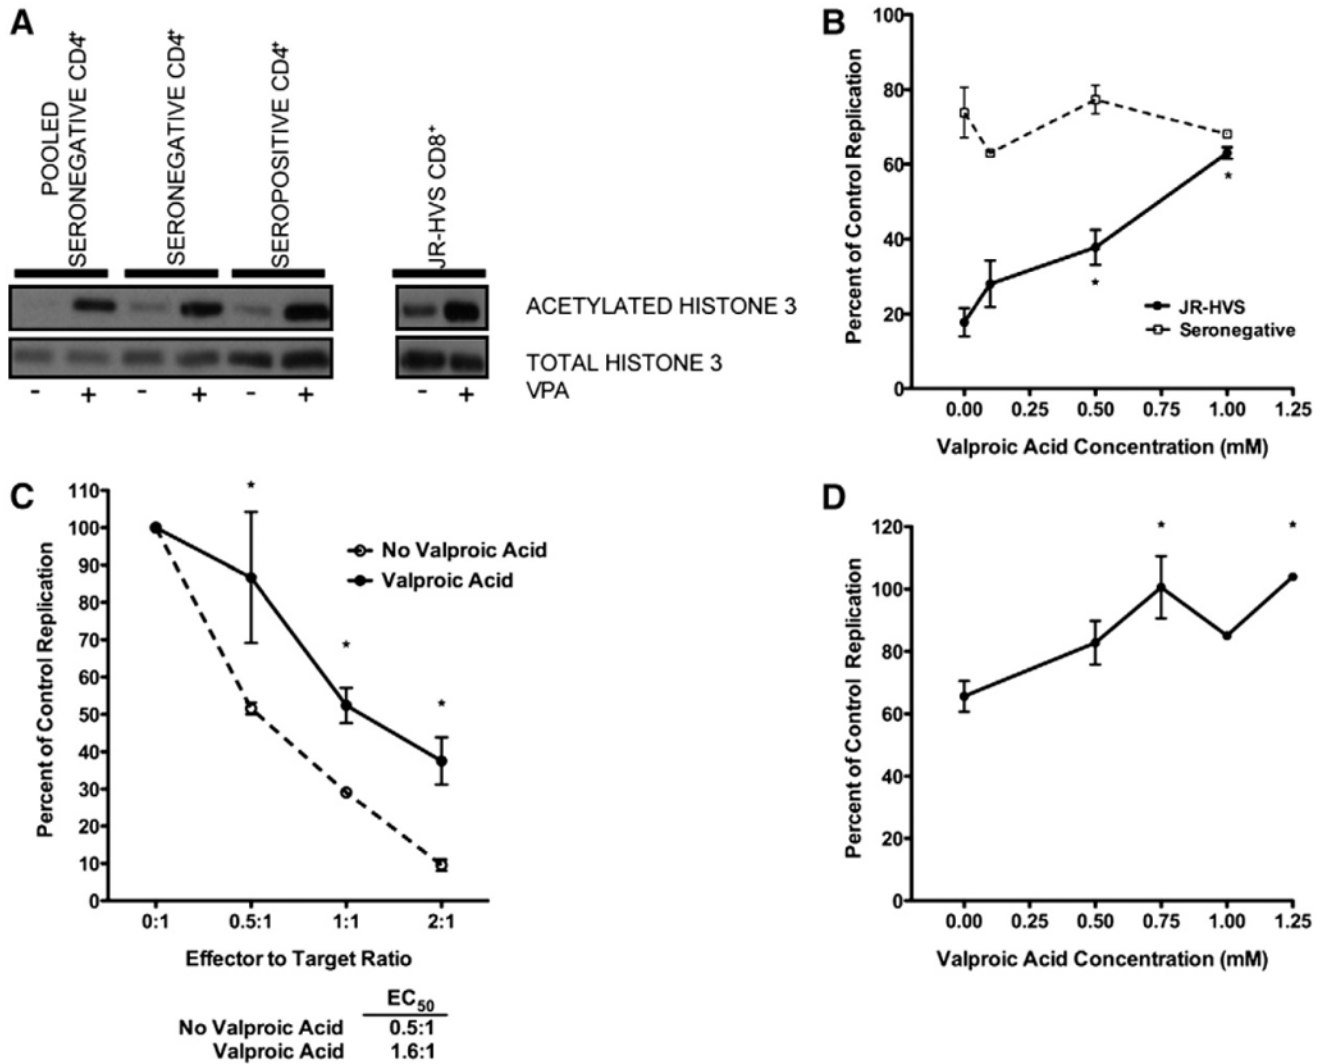 A
POOLED
SERONEGATIVE CD4+
SERONEGATIVE CD4+
SEROPOSITIVE CD4+
JR-HVS CD8+
ACETYLATED HISTONE 3
TOTAL HISTONE 3
- + - + - + - + VPA
B
Percent of Control Replication
100
80
60
40
20
0
JR-HVS
Seronegative
*
*
0.00 0.25 0.50 0.75 1.00 1.25
Valproic Acid Concentration (mM)
C
Percent of Control Replication
110
100
90
80
70
60
50
40
30
20
10
0
*
*
*
No Valproic Acid
Valproic Acid
0:1 0.5:1 1:1 2:1
Effector to Target Ratio
EC50
No Valproic Acid 0.5:1
Valproic Acid 1.6:1
D
Percent of Control Replication
120
100
80
60
40
20
0
* *
0.00 0.25 0.50 0.75 1.00 1.25
Valproic Acid Concentration (mM)